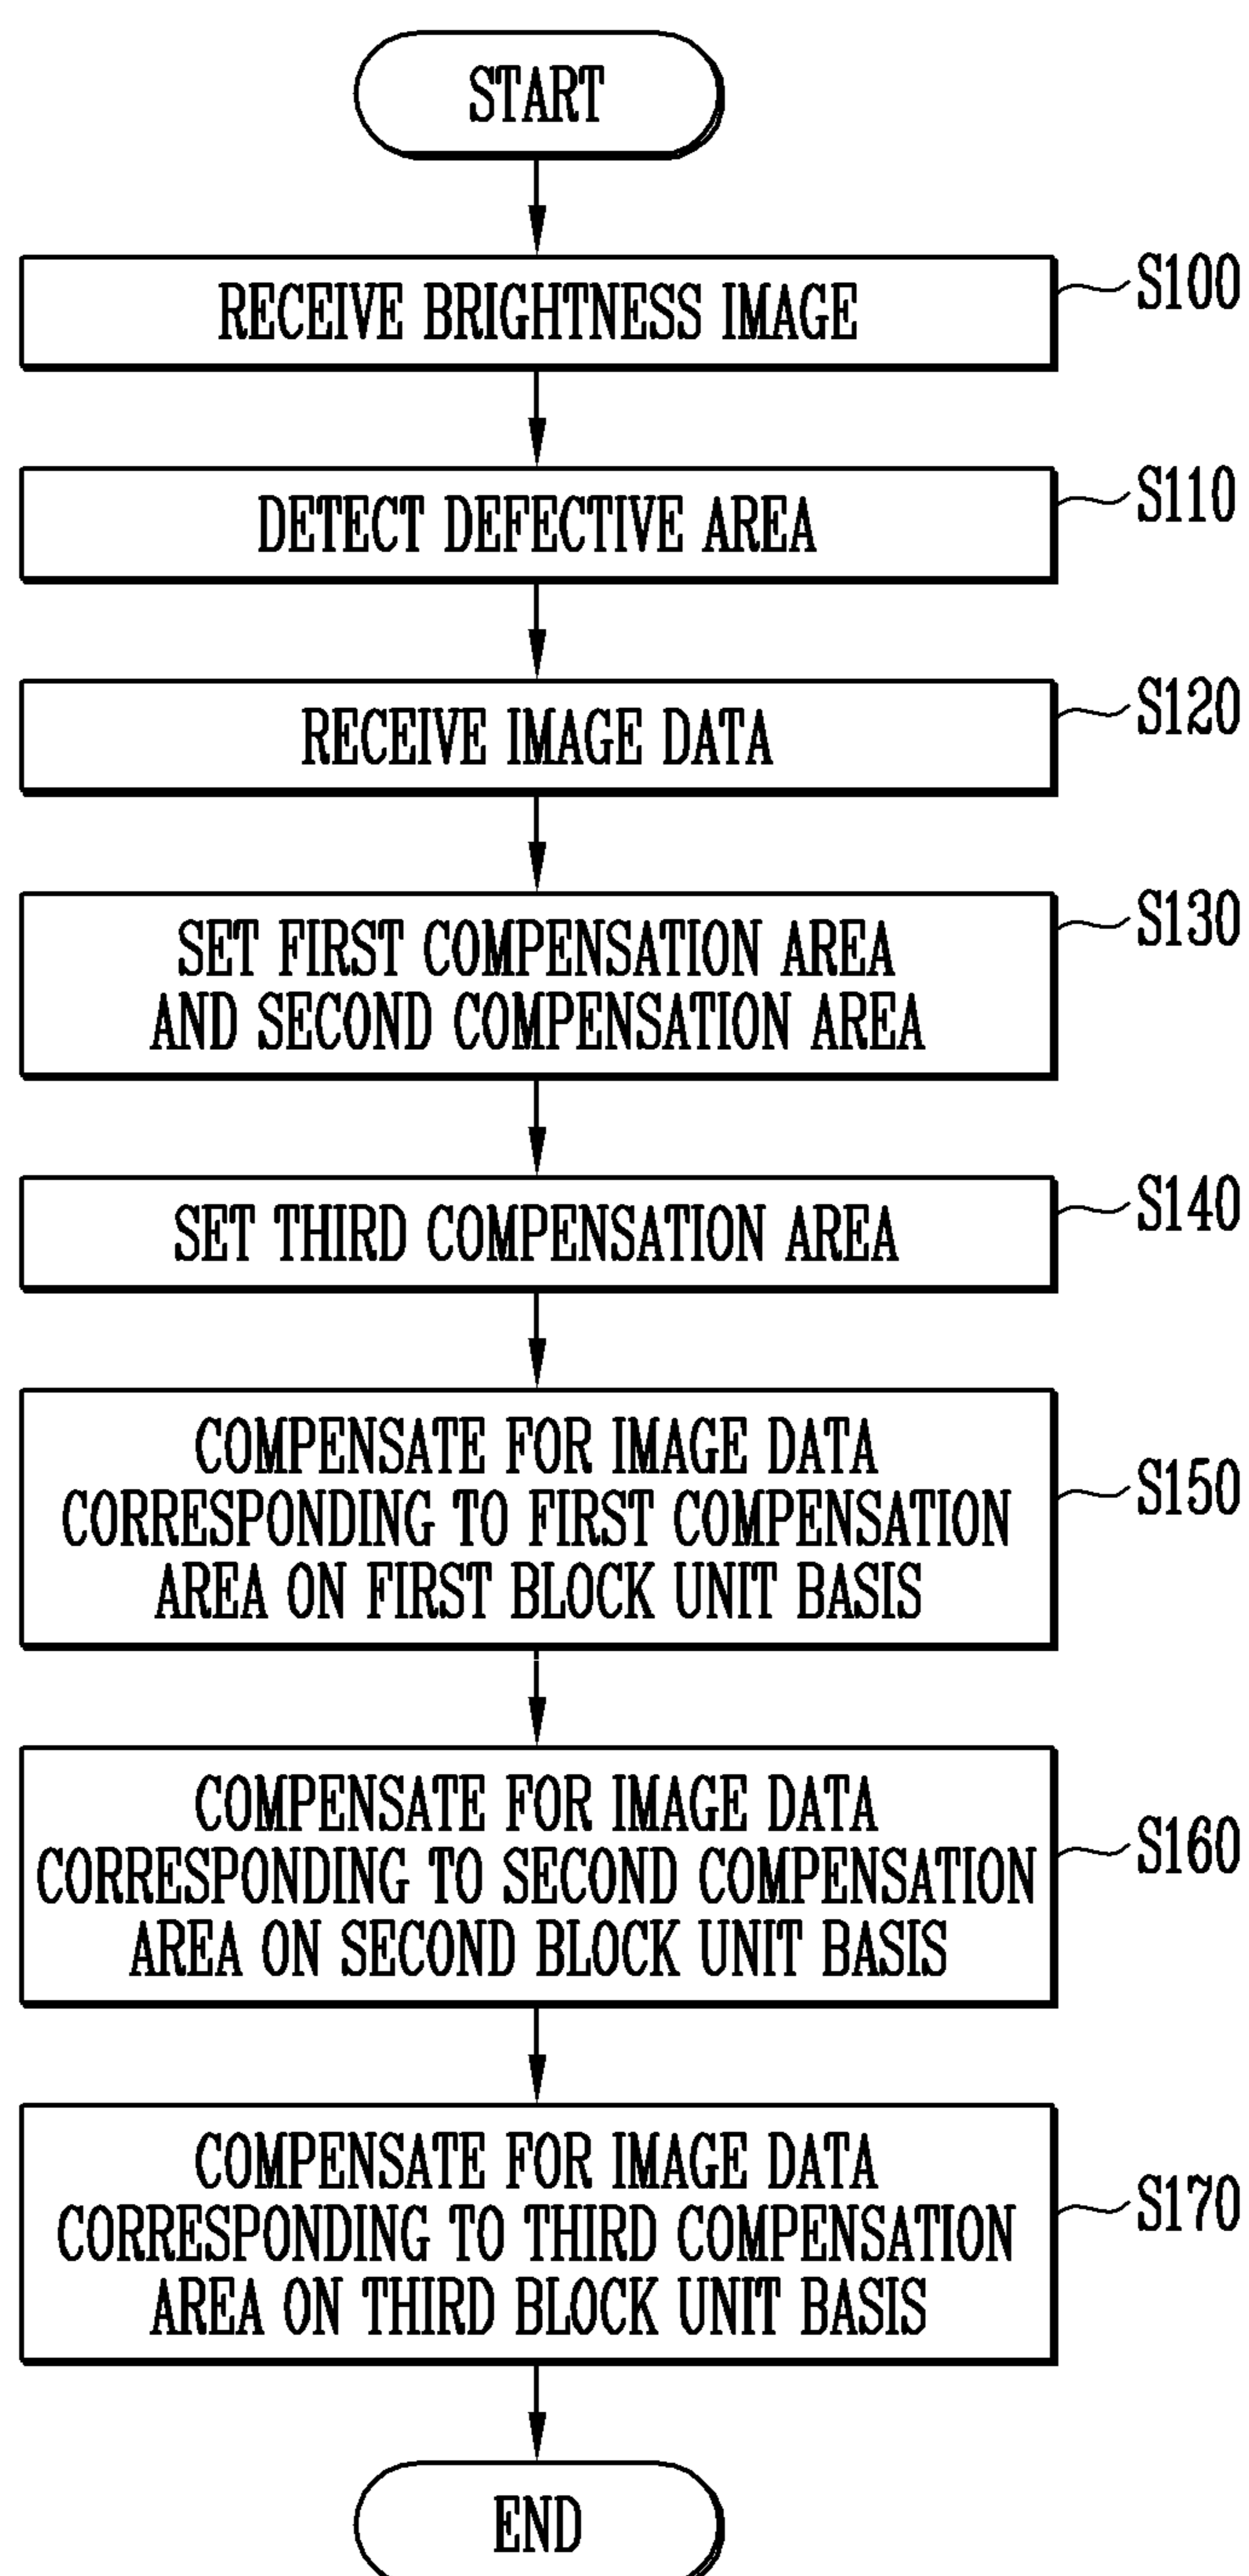 START
RECEIVE BRIGHTNESS IMAGE
S100
DETECT DEFECTIVE AREA
S110
RECEIVE IMAGE DATA
S120
SET FIRST COMPENSATION AREA
AND SECOND COMPENSATION AREA
S130
SET THIRD COMPENSATION AREA
S140
COMPENSATE FOR IMAGE DATA
CORRESPONDING TO FIRST COMPENSATION
AREA ON FIRST BLOCK UNIT BASIS
S150
COMPENSATE FOR IMAGE DATA
CORRESPONDING TO SECOND COMPENSATION
AREA ON SECOND BLOCK UNIT BASIS
S160
COMPENSATE FOR IMAGE DATA
CORRESPONDING TO THIRD COMPENSATION
AREA ON THIRD BLOCK UNIT BASIS
S170
END